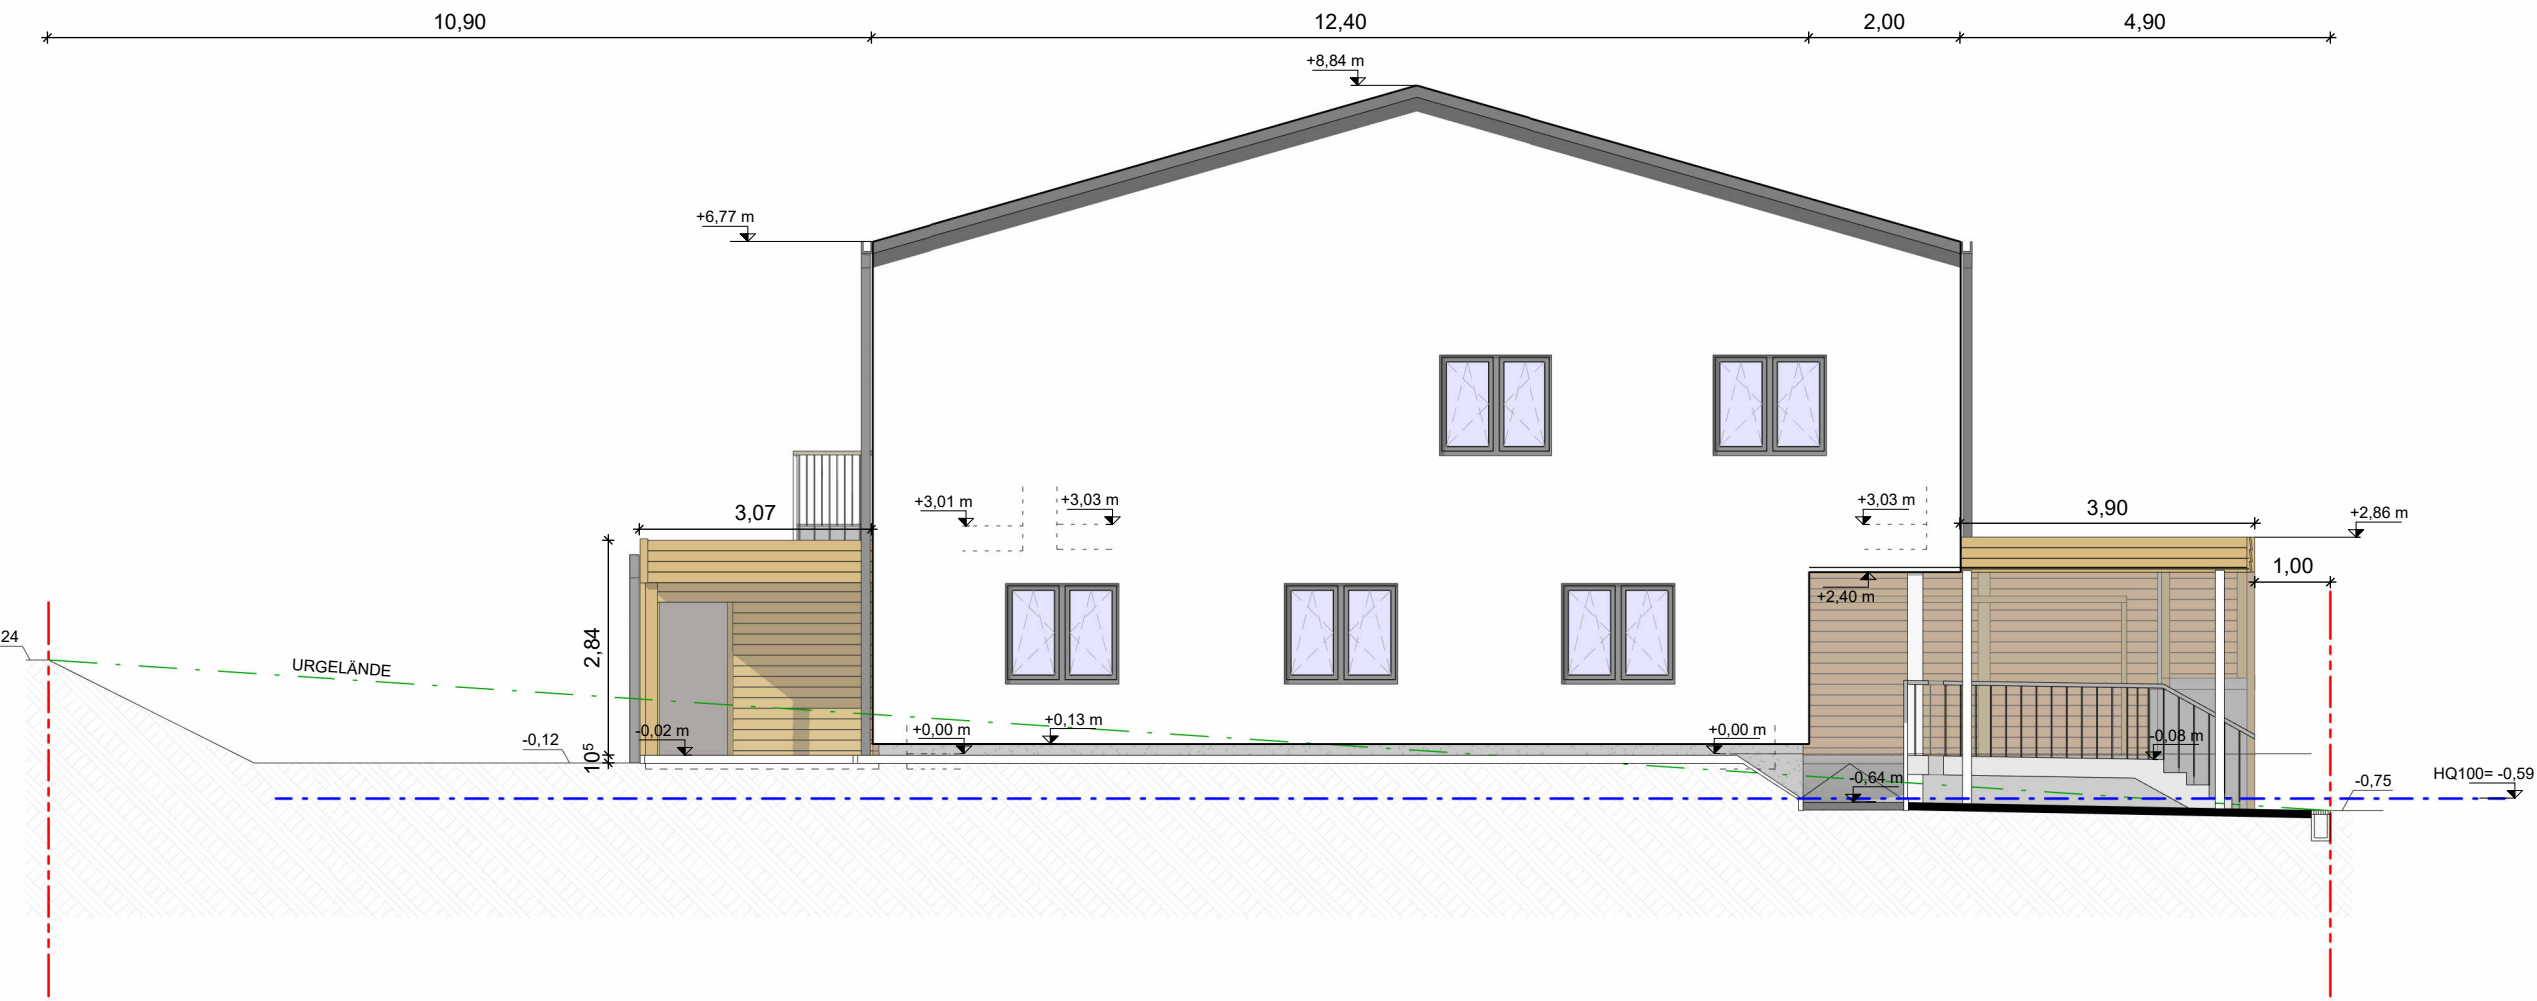 10,90 12,40 2,00 4,90
+8,84 m
+6,77 m
+3,01 m +3,03 m +3,03 m
3,07 3,90 +2,86 m
1,00
+2,40 m
24
2,84
URGELÄNDE
-0,02 m +0,00 m +0,13 m +0,00 m -0,08 m
-0,12
10⁵
-0,64 m -0,75 HQ100= -0,59